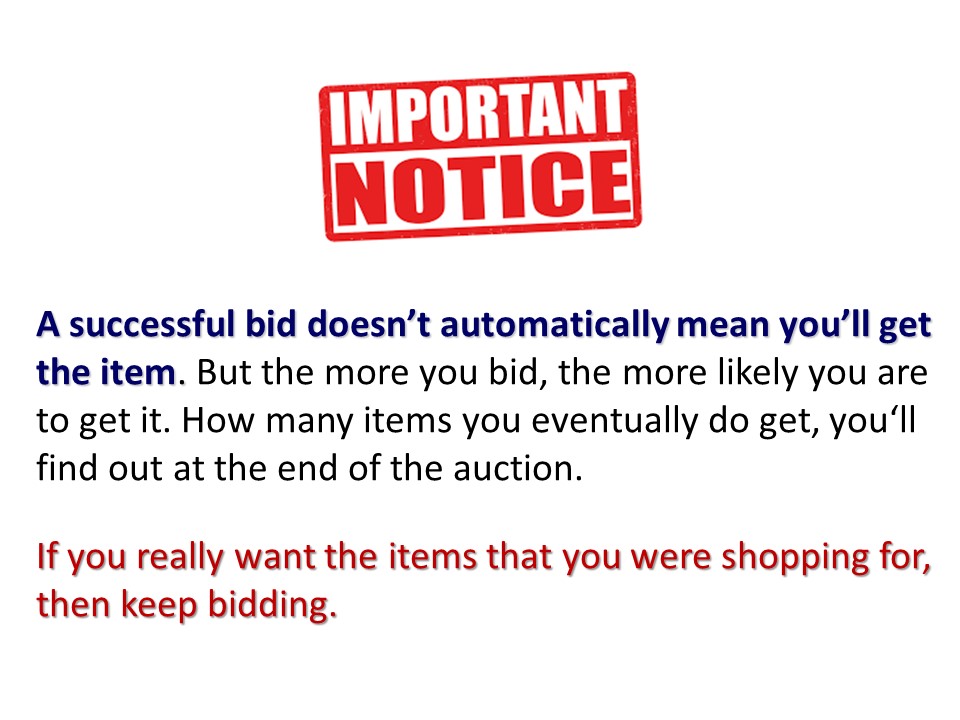 IMPORTANT
NOTICE
A successful bid doesn’t automatically mean you’ll get
the item. But the more you bid, the more likely you are
to get it. How many items you eventually do get, you‘ll
find out at the end of the auction.
If you really want the items that you were shopping for,
then keep bidding.